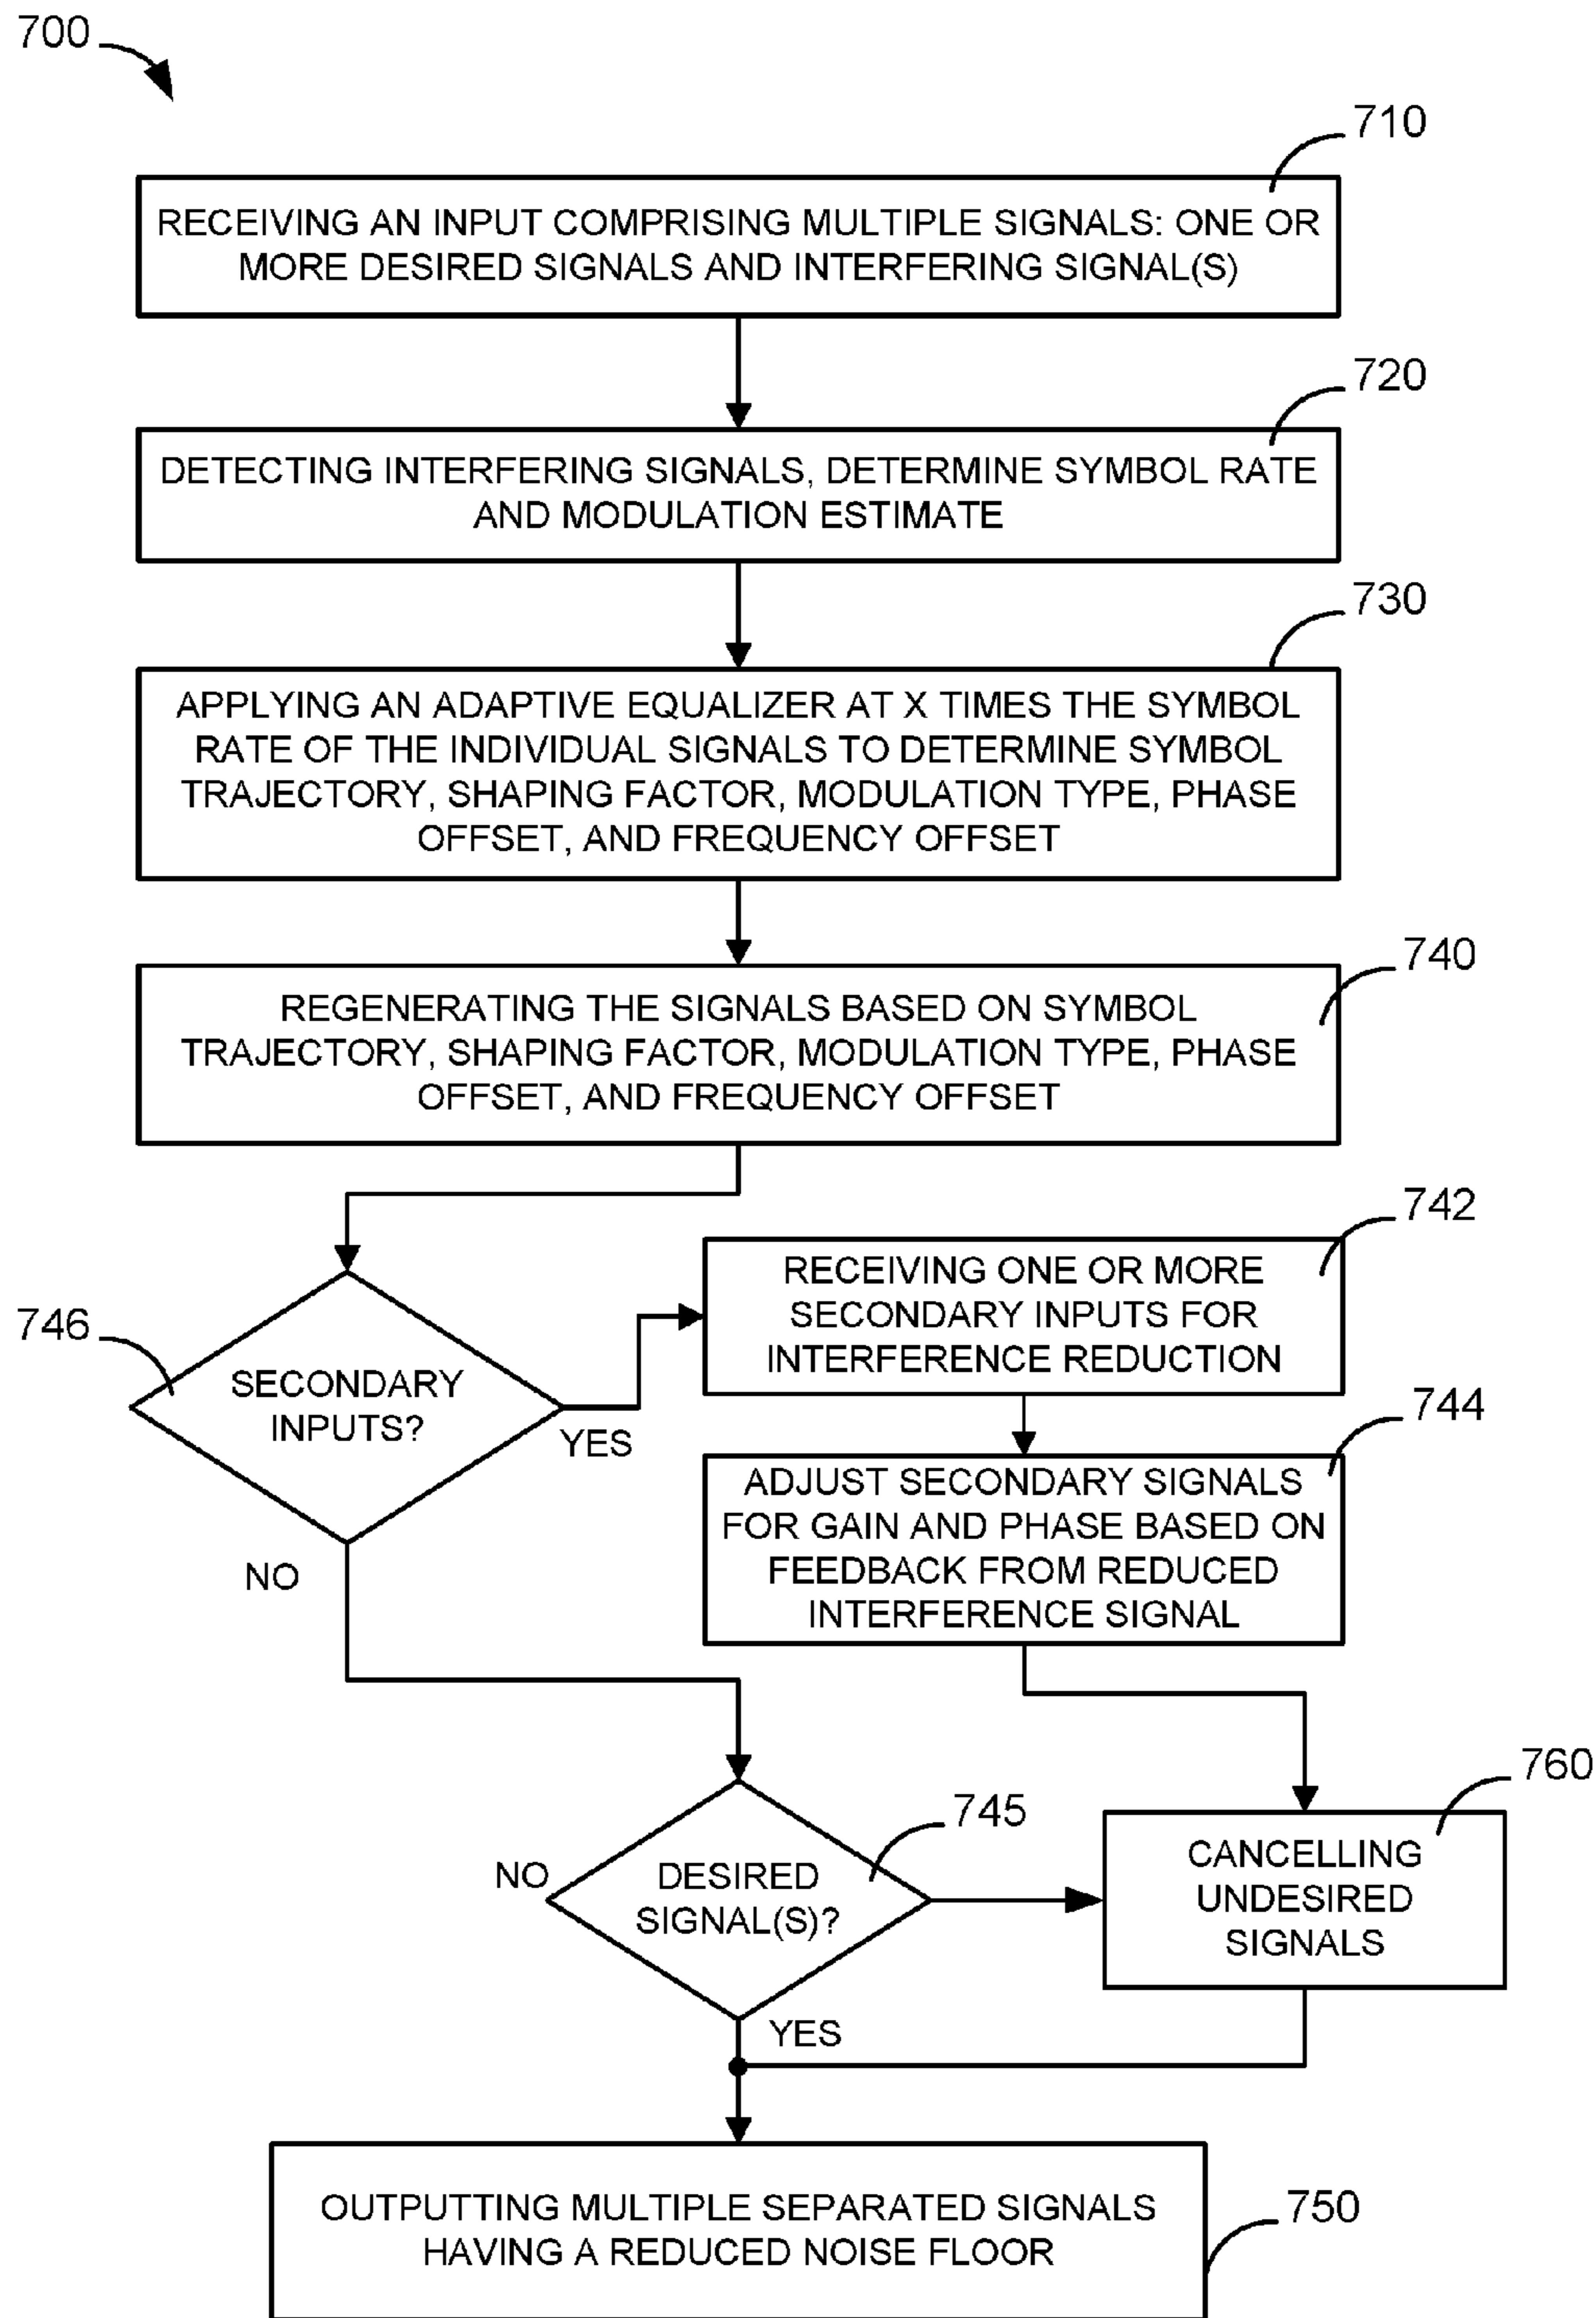 700
710
RECEIVING AN INPUT COMPRISING MULTIPLE SIGNALS: ONE OR
MORE DESIRED SIGNALS AND INTERFERING SIGNAL(S)
720
DETECTING INTERFERING SIGNALS, DETERMINE SYMBOL RATE
AND MODULATION ESTIMATE
730
APPLYING AN ADAPTIVE EQUALIZER AT X TIMES THE SYMBOL
RATE OF THE INDIVIDUAL SIGNALS TO DETERMINE SYMBOL
TRAJECTORY, SHAPING FACTOR, MODULATION TYPE, PHASE
OFFSET, AND FREQUENCY OFFSET
740
REGENERATING THE SIGNALS BASED ON SYMBOL
TRAJECTORY, SHAPING FACTOR, MODULATION TYPE, PHASE
OFFSET, AND FREQUENCY OFFSET
742
RECEIVING ONE OR MORE
SECONDARY INPUTS FOR
INTERFERENCE REDUCTION
746
SECONDARY
INPUTS?
YES
NO
744
ADJUST SECONDARY SIGNALS
FOR GAIN AND PHASE BASED ON
FEEDBACK FROM REDUCED
INTERFERENCE SIGNAL
760
CANCELLING
UNDESIRED
SIGNALS
745
NO
DESIRED
SIGNAL(S)?
YES
OUTPUTTING MULTIPLE SEPARATED SIGNALS
HAVING A REDUCED NOISE FLOOR
750